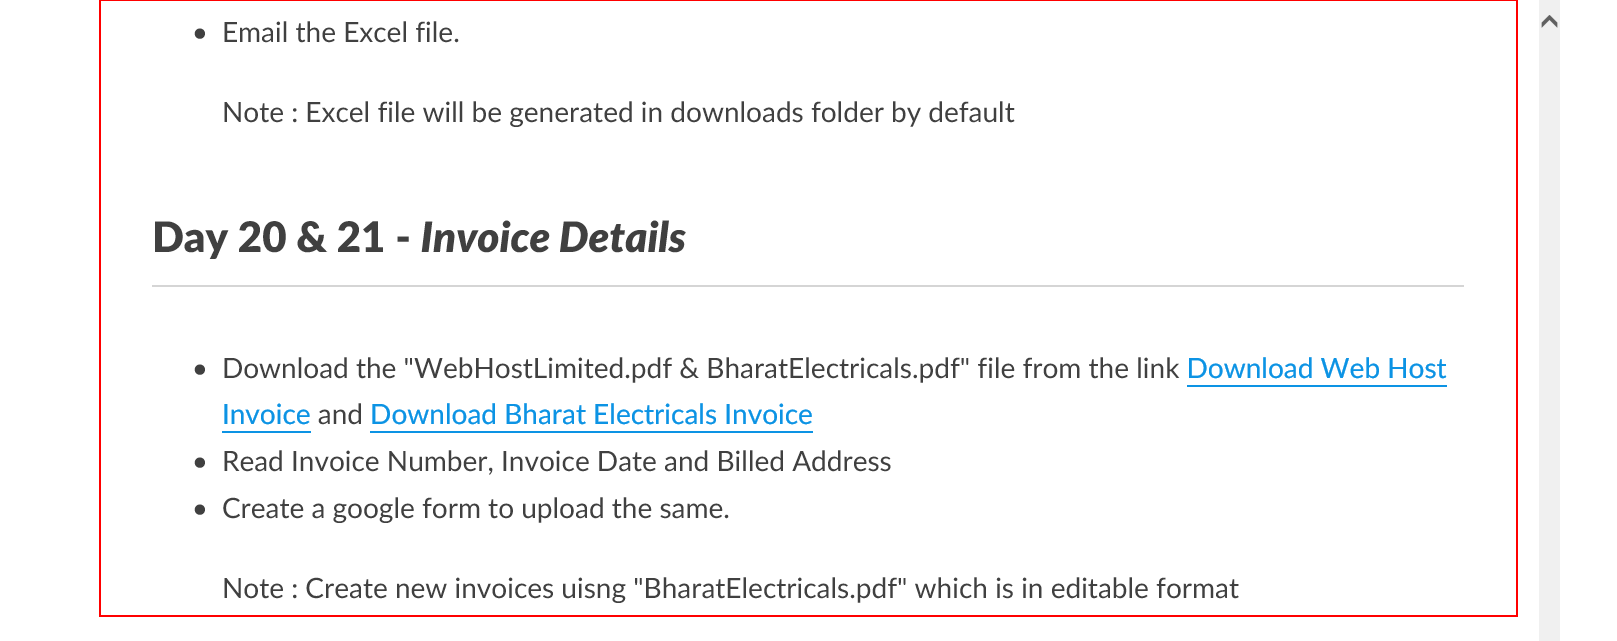 • Email the Excel file.
Note : Excel file will be generated in downloads folder by default
Day 20 & 21 - Invoice Details
• Download the "WebHostLimited.pdf & BharatElectricals.pdf" file from the link Download Web Host
Invoice and Download Bharat Electricals Invoice
• Read Invoice Number, Invoice Date and Billed Address
• Create a google form to upload the same.
Note : Create new invoices uisng "BharatElectricals.pdf" which is in editable format